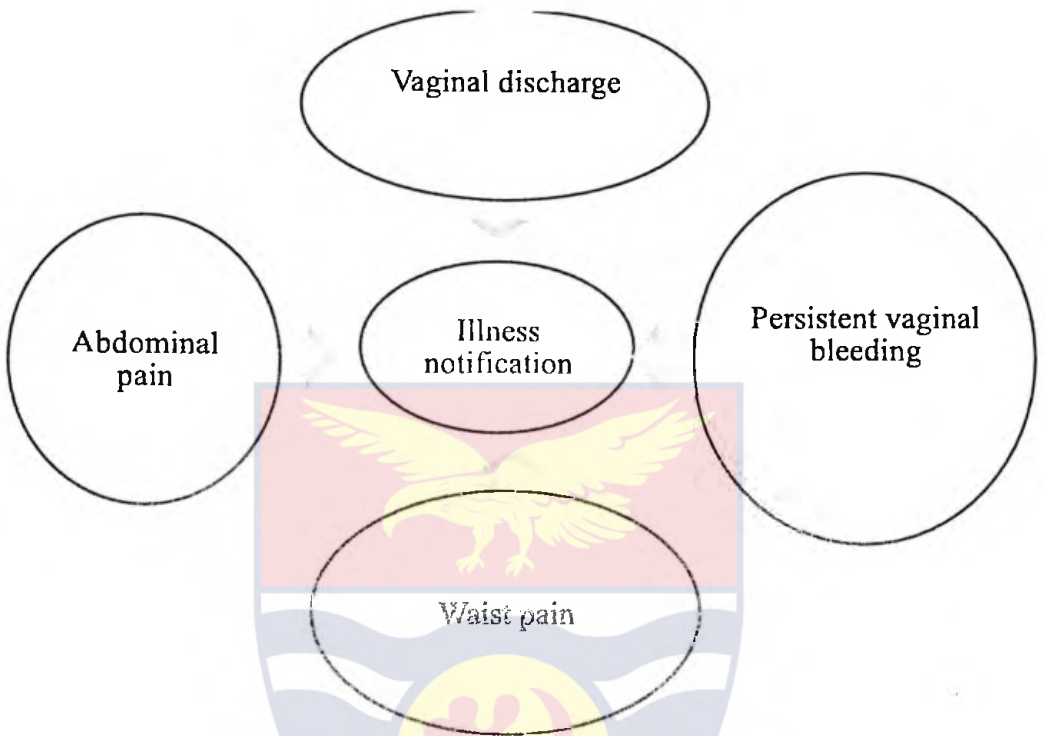 Vaginal discharge
Abdominal
pain
Illness
notification
Persistent vaginal
bleeding
Waist pain